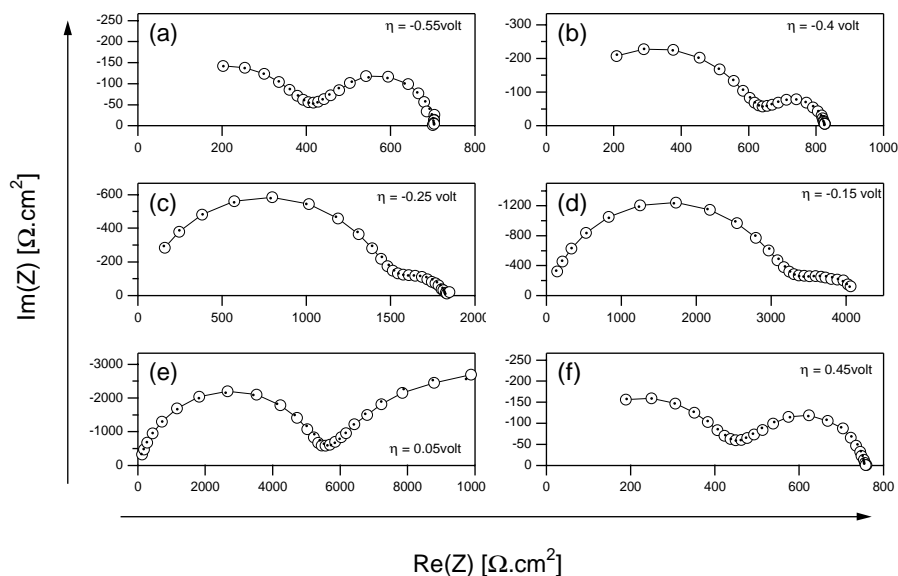 Im(Z) [Ω.cm²]
(a)
η = -0.55volt
-250
-200
-150
-100
-50
0
0 200 400 600 800
(b)
η = -0.4 volt
-300
-200
-100
0
0 200 400 600 800 1000
(c)
η = -0.25 volt
-600
-400
-200
0
0 500 1000 1500 2000
(d)
η = -0.15 volt
-1200
-800
-400
0
0 1000 2000 3000 4000
(e)
η = 0.05volt
-3000
-2000
-1000
0
0 2000 4000 6000 8000 1000
(f)
η = 0.45volt
-250
-200
-150
-100
-50
0
0 200 400 600 800
Re(Z) [Ω.cm²]